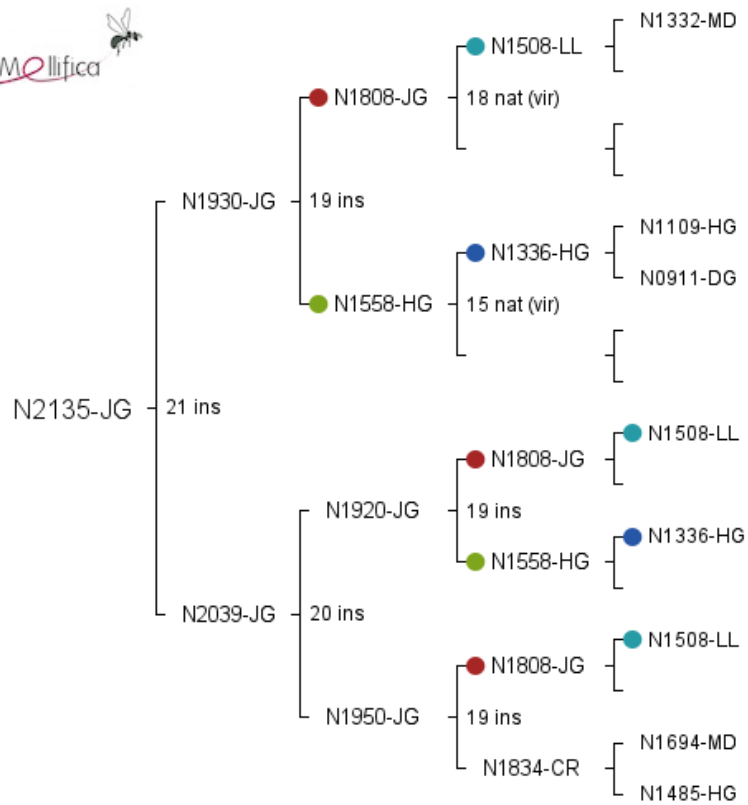 Mellifica
N1332-MD
N1508-LL
N1808-JG
18 nat (vir)
N1930-JG
19 ins
N1109-HG
N1336-HG
N0911-DG
N1558-HG
15 nat (vir)
N2135-JG
21 ins
N1508-LL
N1808-JG
N1920-JG
19 ins
N1336-HG
N1558-HG
N2039-JG
20 ins
N1508-LL
N1808-JG
N1950-JG
19 ins
N1694-MD
N1834-CR
N1485-HG